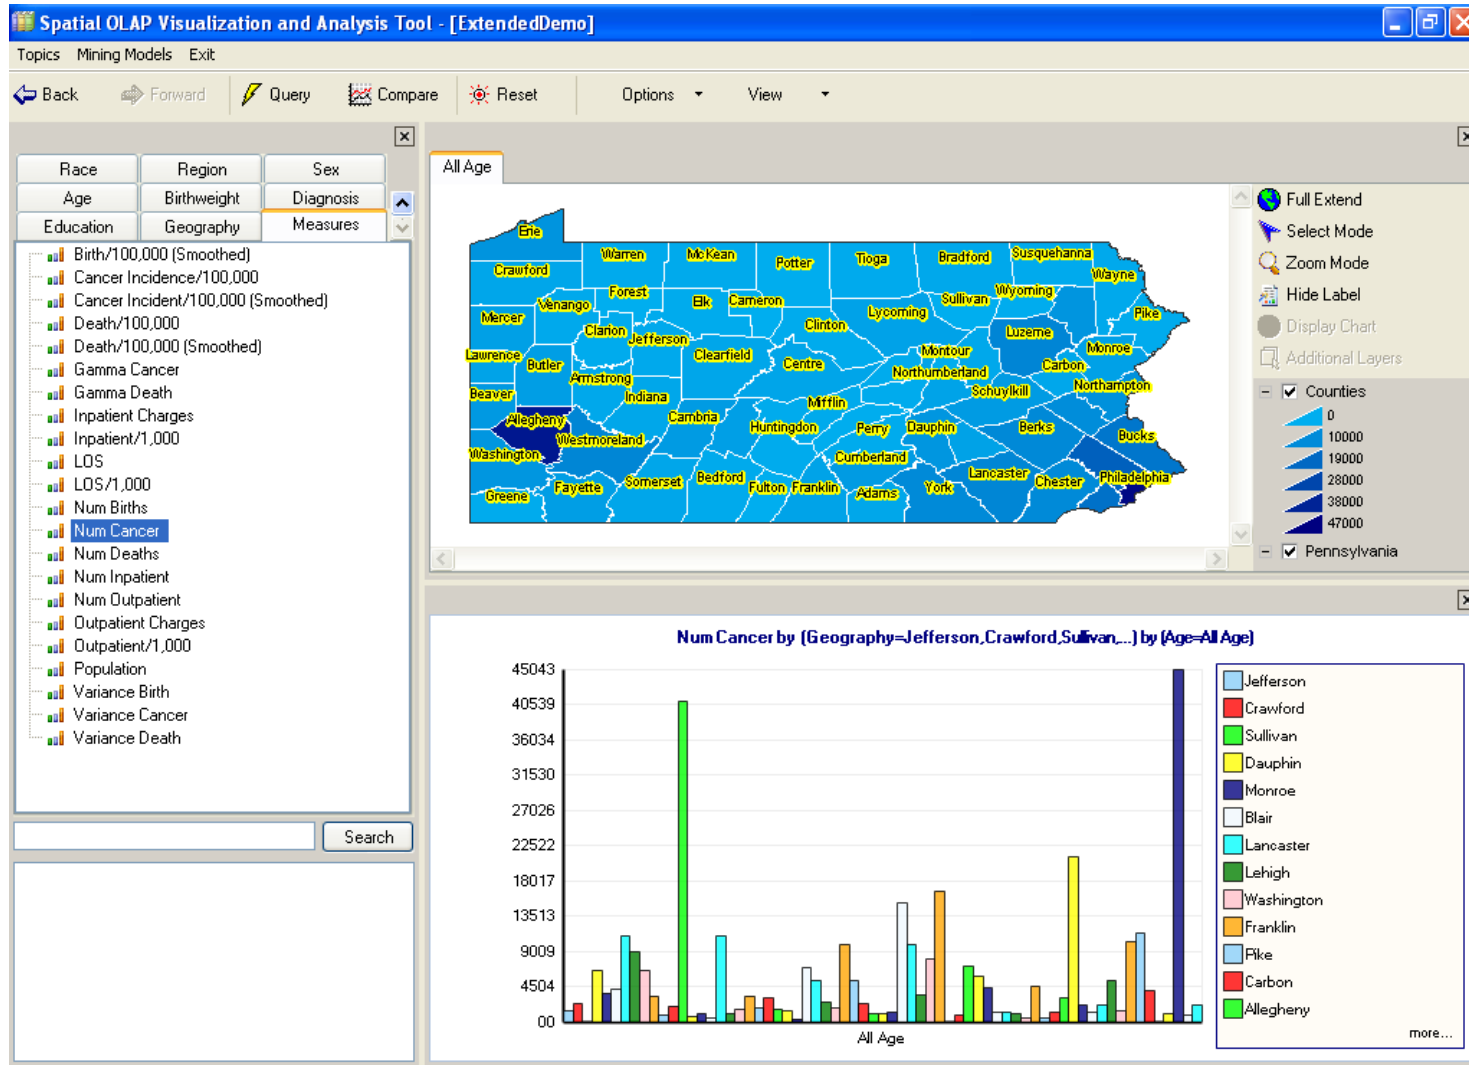 Spatial OLAP Visualization and Analysis Tool - [ExtendedDemo]
Topics Mining Models Exit
Back Forward Query Compare Reset Options View
Race Region Sex
Age Birthweight Diagnosis
Education Geography Measures
Birth/100,000 (Smoothed)
Cancer Incidence/100,000
Cancer Incident/100,000 (Smoothed)
Death/100,000
Death/100,000 (Smoothed)
Gamma Cancer
Gamma Death
Inpatient Charges
Inpatient/1,000
LOS
LOS/1,000
Num Births
Num Cancer
Num Deaths
Num Inpatient
Num Outpatient
Outpatient Charges
Outpatient/1,000
Population
Variance Birth
Variance Cancer
Variance Death
Search
All Age
Erie
Warren McKean Potter Tioga Bradford Susquehanna
Crawford Wayne
Forest Elk Cameron Sullivan Wyoming
Venango Lycoming Pike
Mercer Clarion Jefferson Clinton Luzerne
Lawrence Butler Clearfield Centre Montour Carbon Monroe
Armstrong Northumberland
Beaver Indiana Mifflin Schuylkill Northampton
Allegheny Cambria Huntingdon Perry Dauphin Berks Bucks
Washington Westmoreland Cumberland
Greene Fayette Somerset Bedford Fulton Franklin Adams York Lancaster Chester Philadelphia
Full Extend
Select Mode
Zoom Mode
Hide Label
Display Chart
Additional Layers
Counties
0
10000
19000
28000
38000
47000
Pennsylvania
Num Cancer by (Geography=Jefferson,Crawford,Sullivan,...) by (Age=All Age)
45043
40539
36034
31530
27026
22522
18017
13513
9009
4504
00
All Age
Jefferson
Crawford
Sullivan
Dauphin
Monroe
Blair
Lancaster
Lehigh
Washington
Franklin
Pike
Carbon
Allegheny
more...